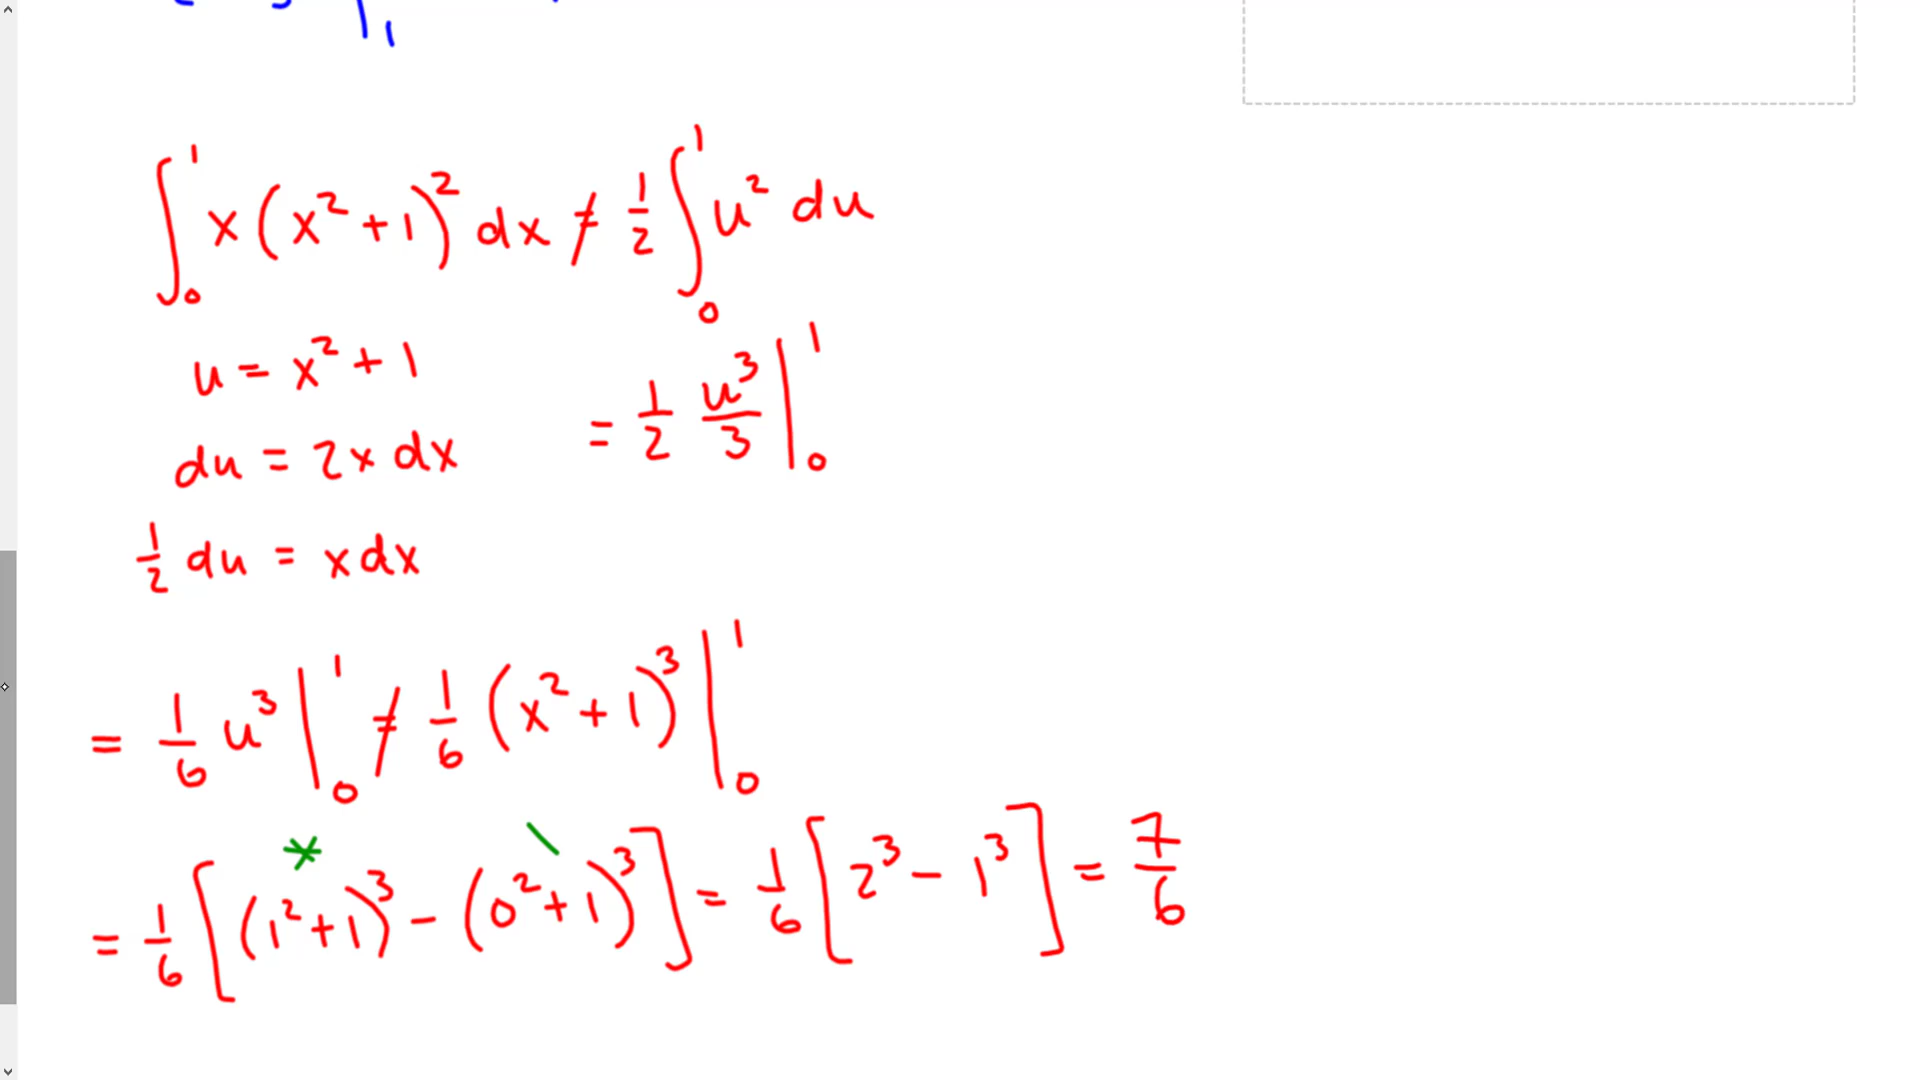 ∫₀¹ x(x²+1)² dx ≠ 1/2 ∫₀¹ u² du
u = x² + 1
= 1/2 u³/3 |₀¹
du = 2x dx
1/2 du = x dx
= 1/6 u³ |₀¹ ≠ 1/6 (x²+1)³ |₀¹
= 1/6 [(1²+1)³ - (0²+1)³] = 1/6 [2³ - 1³] = 7/6